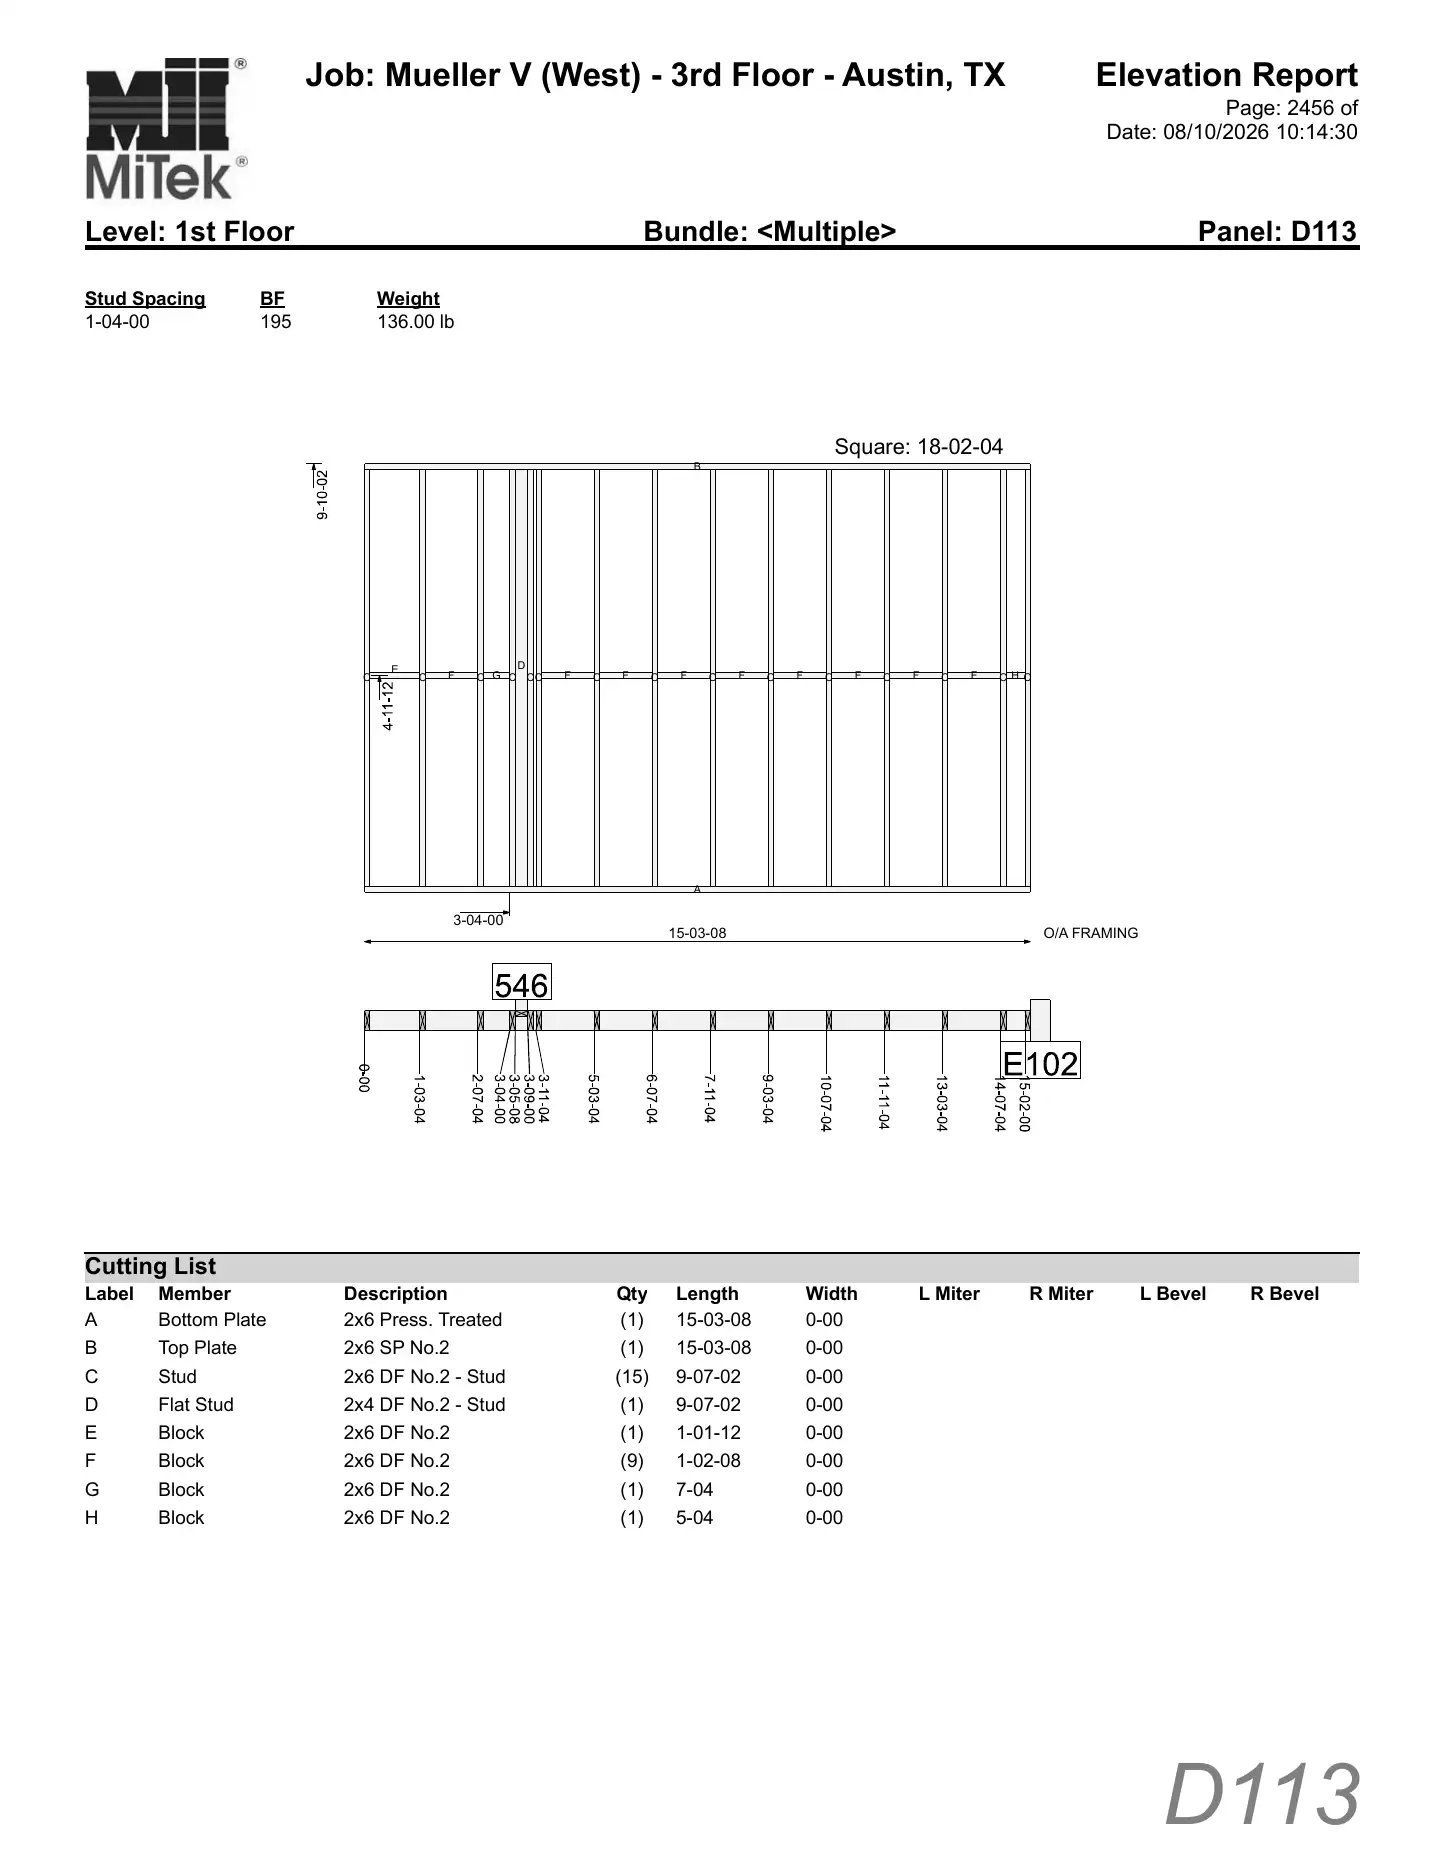 MiTek®
Job: Mueller V (West) - 3rd Floor - Austin, TX
Elevation Report
Page: 2456 of
Date: 08/10/2026 10:14:30
Level: 1st Floor Bundle: <Multiple> Panel: D113
Stud Spacing BF Weight
1-04-00 195 136.00 lb
Square: 18-02-04
B
9-10-02
D
E F G F F F F F F F F H
4-11-12
A
3-04-00
15-03-08 O/A FRAMING
546
E102
0-00 1-03-04 2-07-04 3-04-00 3-05-08 3-09-00 3-11-04 5-03-04 6-07-04 7-11-04 9-03-04 10-07-04 11-11-04 13-03-04 14-07-04 15-02-00
Cutting List
Label Member Description Qty Length Width L Miter R Miter L Bevel R Bevel
A Bottom Plate 2x6 Press. Treated (1) 15-03-08 0-00
B Top Plate 2x6 SP No.2 (1) 15-03-08 0-00
C Stud 2x6 DF No.2 - Stud (15) 9-07-02 0-00
D Flat Stud 2x4 DF No.2 - Stud (1) 9-07-02 0-00
E Block 2x6 DF No.2 (1) 1-01-12 0-00
F Block 2x6 DF No.2 (9) 1-02-08 0-00
G Block 2x6 DF No.2 (1) 7-04 0-00
H Block 2x6 DF No.2 (1) 5-04 0-00
D113